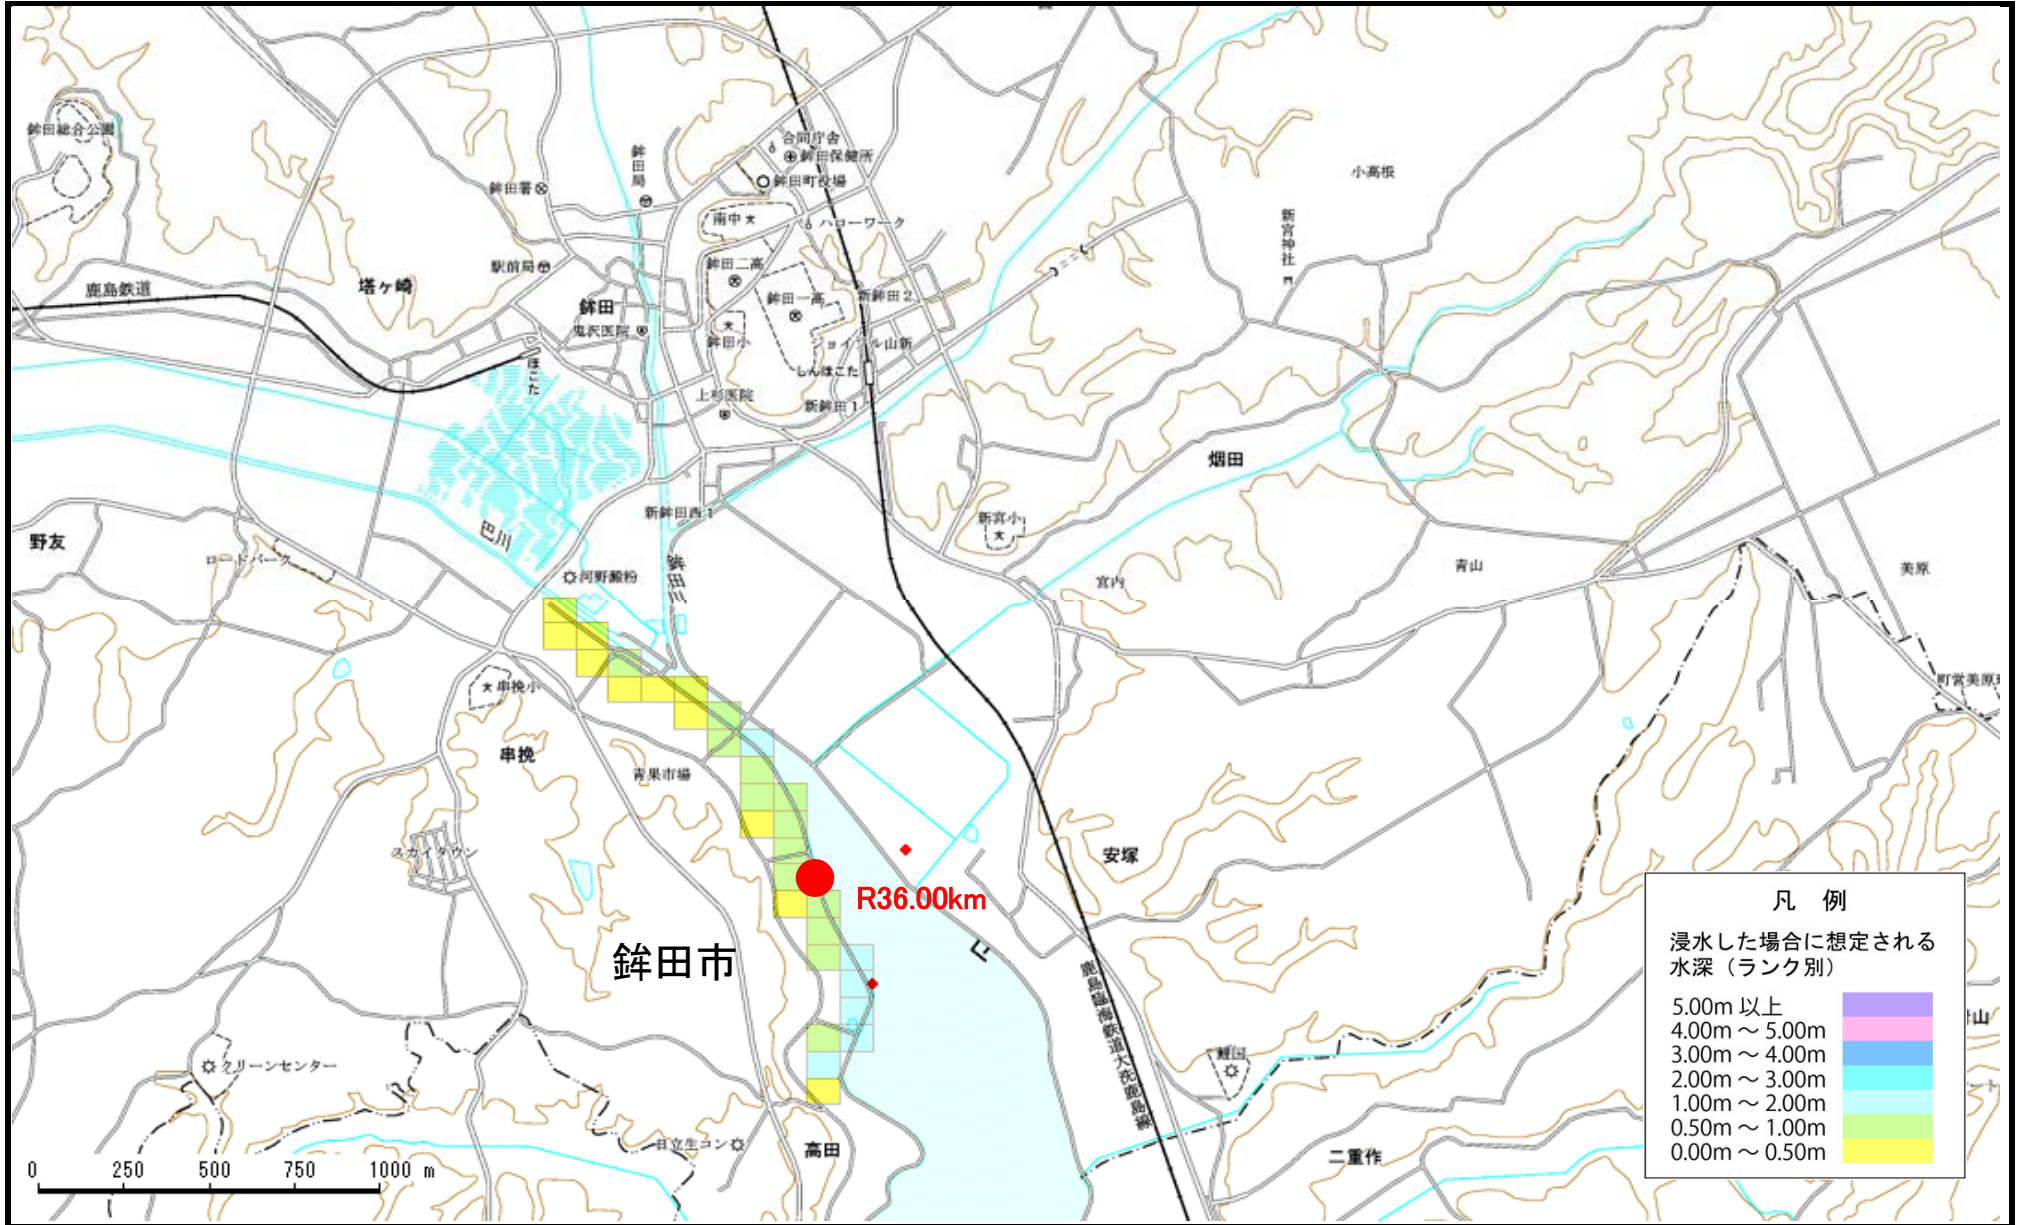 鉾田総合公園
合同庁舎
鉾田保健所
鉾田局
鉾田町役場
小高根
鉾田署
南中
ハローワーク
新宮神社
駅前局
鉾田二高
鹿島鉄道
塔ヶ崎
鉾田一高
新鉾田2
鉾田
鬼沢医院
鉾田小
ジョイフル山新
ほこた
しんほこた
上杉医院
新鉾田1
烟田
新鉾田西1
新宮小
巴川
野友
ロードパーク
河野澱粉
鉾田川
宮内
青山
美原
串挽小
町営美原
串挽
青果市場
スカイタウン
安塚
R36.00km
鉾田市
鹿島臨海鉄道大洗鹿島線
鯉国
クリーンセンター
日立生コン
高田
二重作
山
ート
0 250 500 750 1000 m
凡 例
浸水した場合に想定される
水深（ランク別）
5.00m 以上
4.00m ～ 5.00m
3.00m ～ 4.00m
2.00m ～ 3.00m
1.00m ～ 2.00m
0.50m ～ 1.00m
0.00m ～ 0.50m